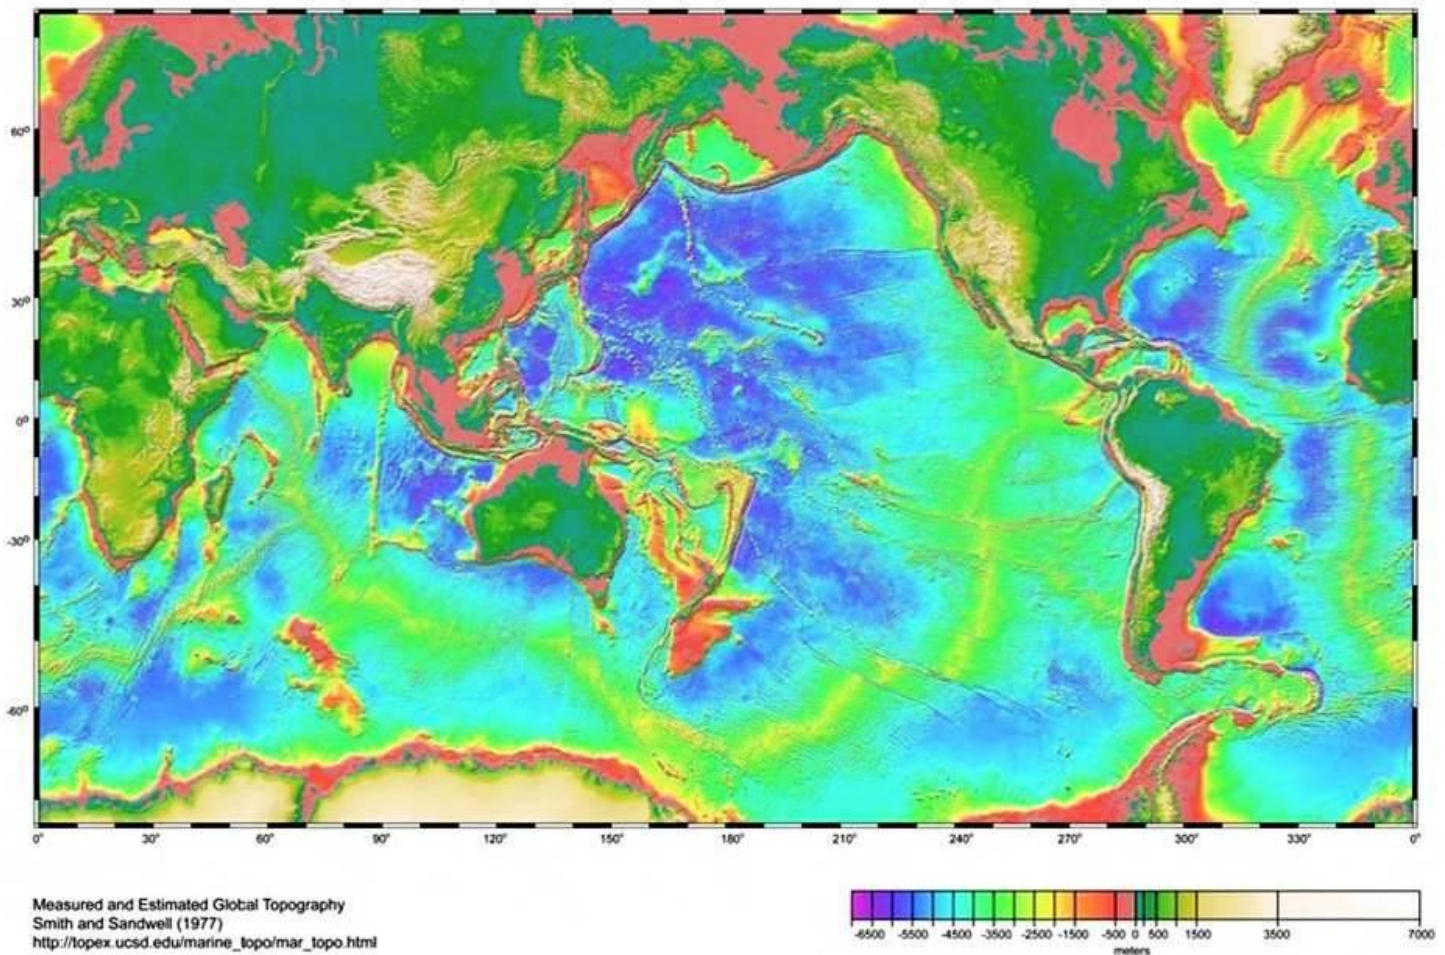 60°
30°
0°
-30°
-60°
0° 30° 60° 90° 120° 150° 180° 210° 240° 270° 300° 330° 0°
Measured and Estimated Global Topography
Smith and Sandwell (1977)
http://topex.ucsd.edu/marine_topo/mar_topo.html
-6500 -5500 -4500 -3500 -2500 -1500 -500 0 500 1500 3500 7000
meters